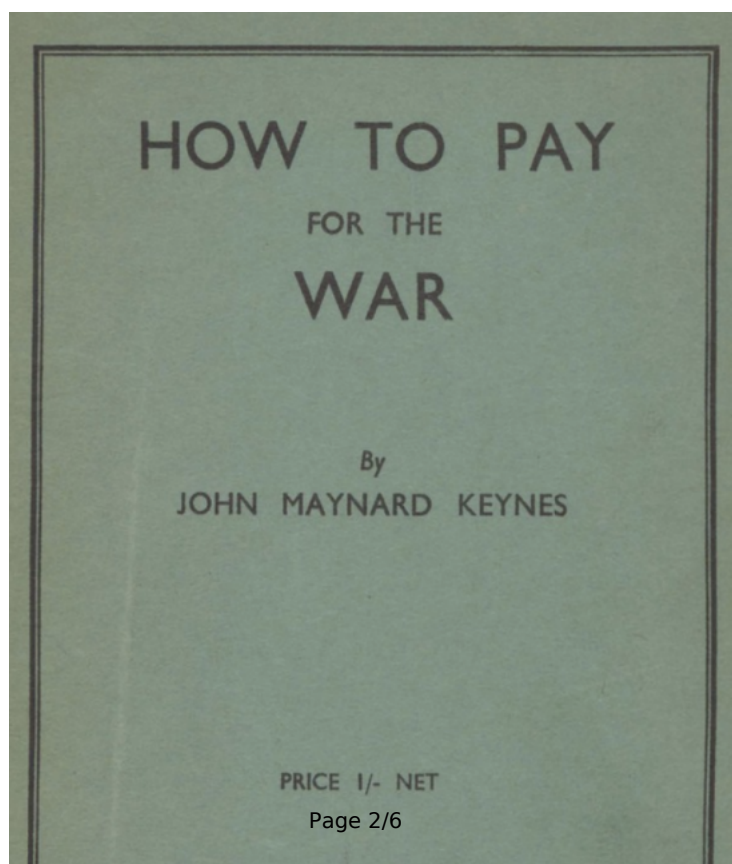 HOW TO PAY
FOR THE
WAR
By
JOHN MAYNARD KEYNES
PRICE 1/- NET
Page 2/6